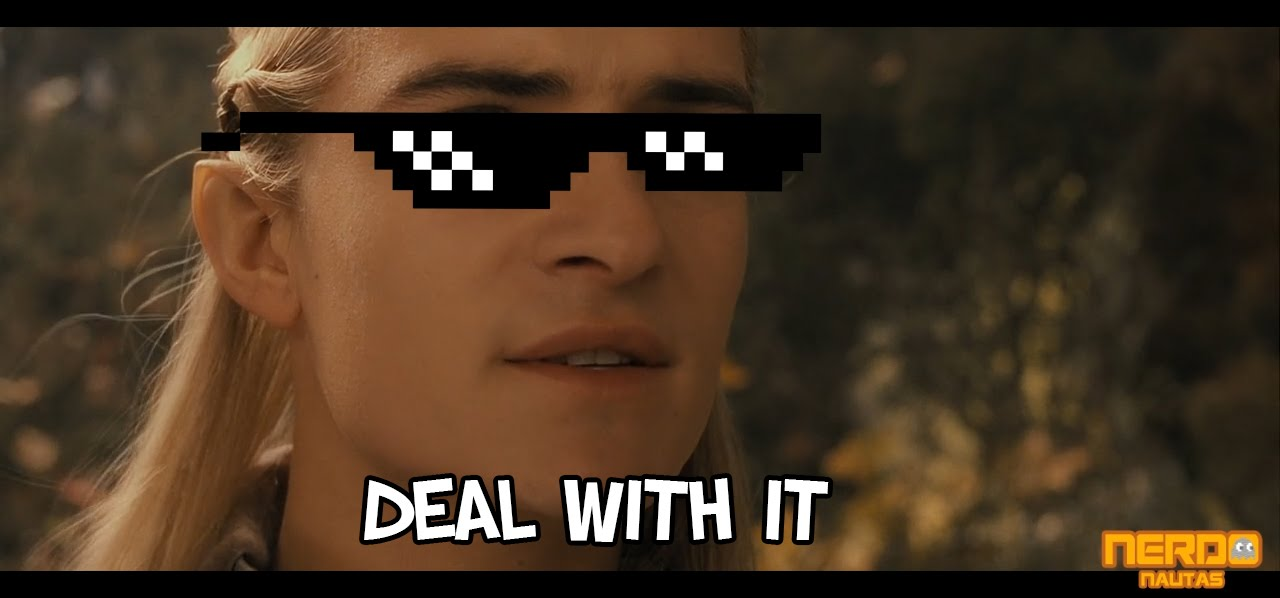 DEAL WITH IT
NERDO
NAUTAS